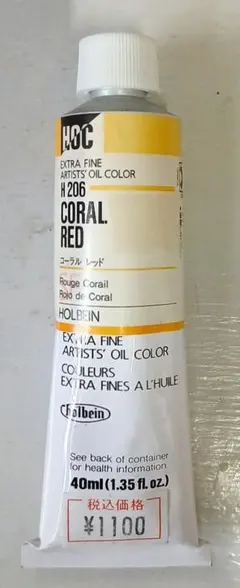 HOC
EXTRA FINE
ARTISTS' OIL COLOR
H 206
CORAL
RED
コーラル レッド
Rouge Corail
Rojo de Coral
HOLBEIN
EXTRA FINE
ARTISTS' OIL COLOR
COULEURS
EXTRA FINES A L'HUILE
Holbein
See back of container
for health information.
40ml (1.35 fl. oz.)
税込価格
¥1100